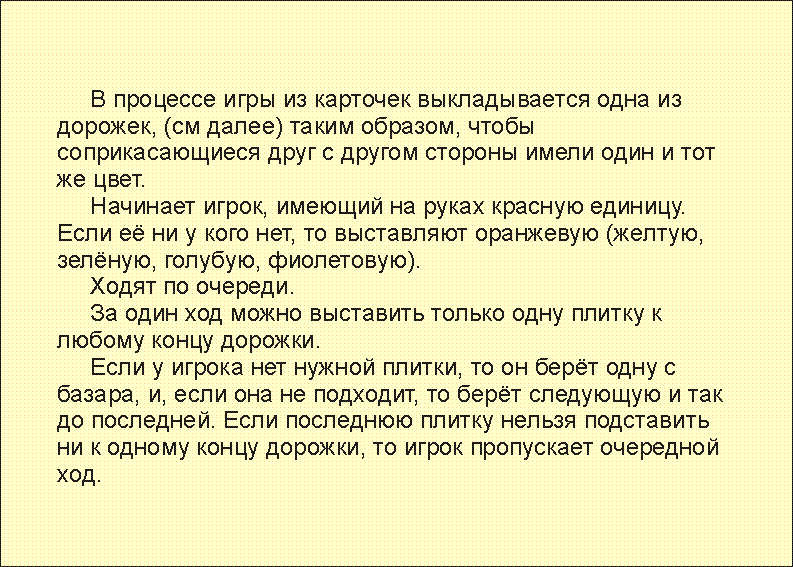 В процессе игры из карточек выкладывается одна из
дорожек, (см далее) таким образом, чтобы
соприкасающиеся друг с другом стороны имели один и тот
же цвет.
Начинает игрок, имеющий на руках красную единицу.
Если её ни у кого нет, то выставляют оранжевую (желтую,
зелёную, голубую, фиолетовую).
Ходят по очереди.
За один ход можно выставить только одну плитку к
любому концу дорожки.
Если у игрока нет нужной плитки, то он берёт одну с
базара, и, если она не подходит, то берёт следующую и так
до последней. Если последнюю плитку нельзя подставить
ни к одному концу дорожки, то игрок пропускает очередной
ход.